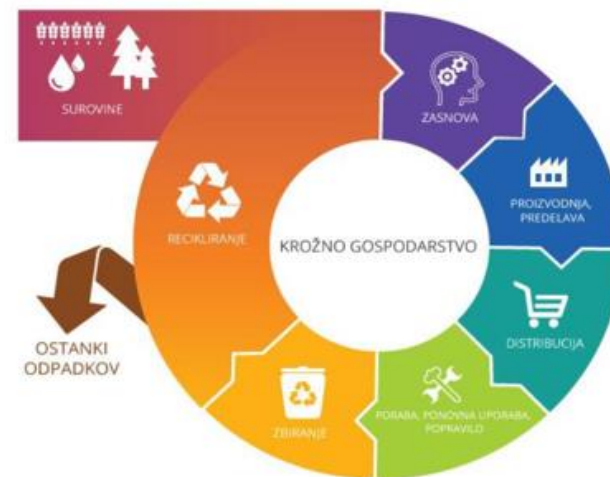 SUROVINE
ZASNOVA
PROIZVODNJA,
PREDELAVA
DISTRIBUCIJA
PORABA, PONOVNA UPORABA,
POPRAVILO
ZBIRANJE
RECIKLIRANJE
KROŽNO GOSPODARSTVO
OSTANKI
ODPADKOV